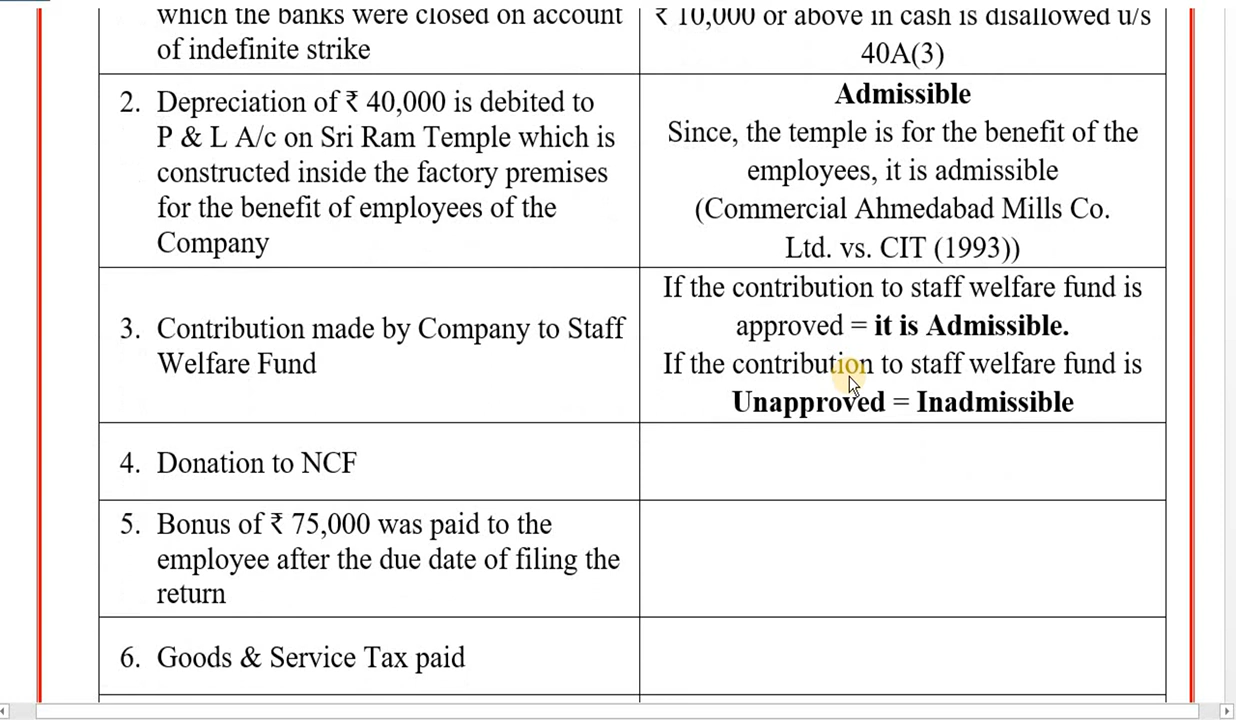 which the banks were closed on account
of indefinite strike
₹ 10,000 or above in cash is disallowed u/s
40A(3)
2. Depreciation of ₹ 40,000 is debited to
P & L A/c on Sri Ram Temple which is
constructed inside the factory premises
for the benefit of employees of the
Company
Admissible
Since, the temple is for the benefit of the
employees, it is admissible
(Commercial Ahmedabad Mills Co.
Ltd. vs. CIT (1993))
3. Contribution made by Company to Staff
Welfare Fund
If the contribution to staff welfare fund is
approved = it is Admissible.
If the contribution to staff welfare fund is
Unapproved = Inadmissible
4. Donation to NCF
5. Bonus of ₹ 75,000 was paid to the
employee after the due date of filing the
return
6. Goods & Service Tax paid